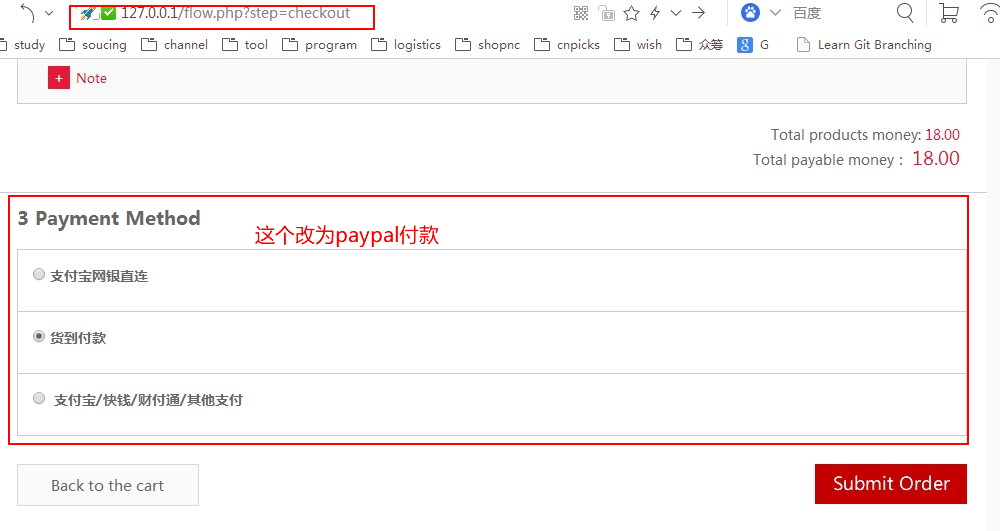 127.0.0.1/flow.php?step=checkout
百度
study soucing channel tool program logistics shopnc cnpicks wish 众筹 G Learn Git Branching
+ Note
Total products money: 18.00
Total payable money： 18.00
3 Payment Method
这个改为paypal付款
支付宝网银直连
货到付款
支付宝/快钱/财付通/其他支付
Back to the cart
Submit Order